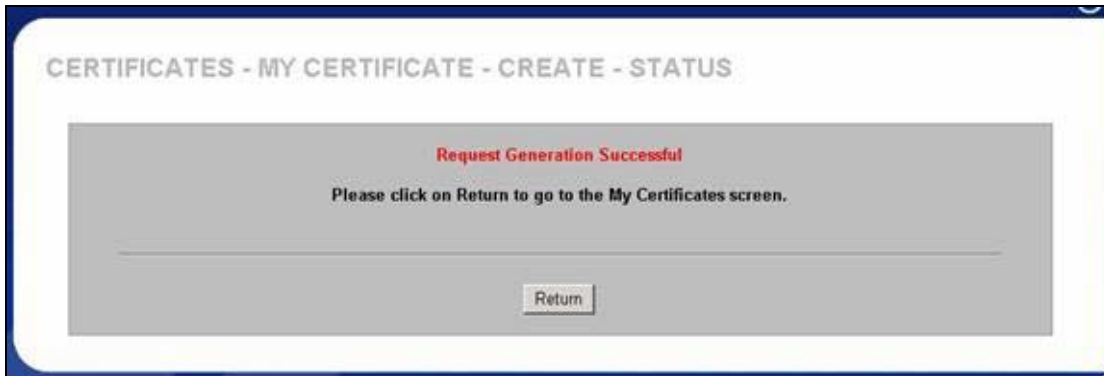 CERTIFICATES - MY CERTIFICATE - CREATE - STATUS
Request Generation Successful
Please click on Return to go to the My Certificates screen.
Return